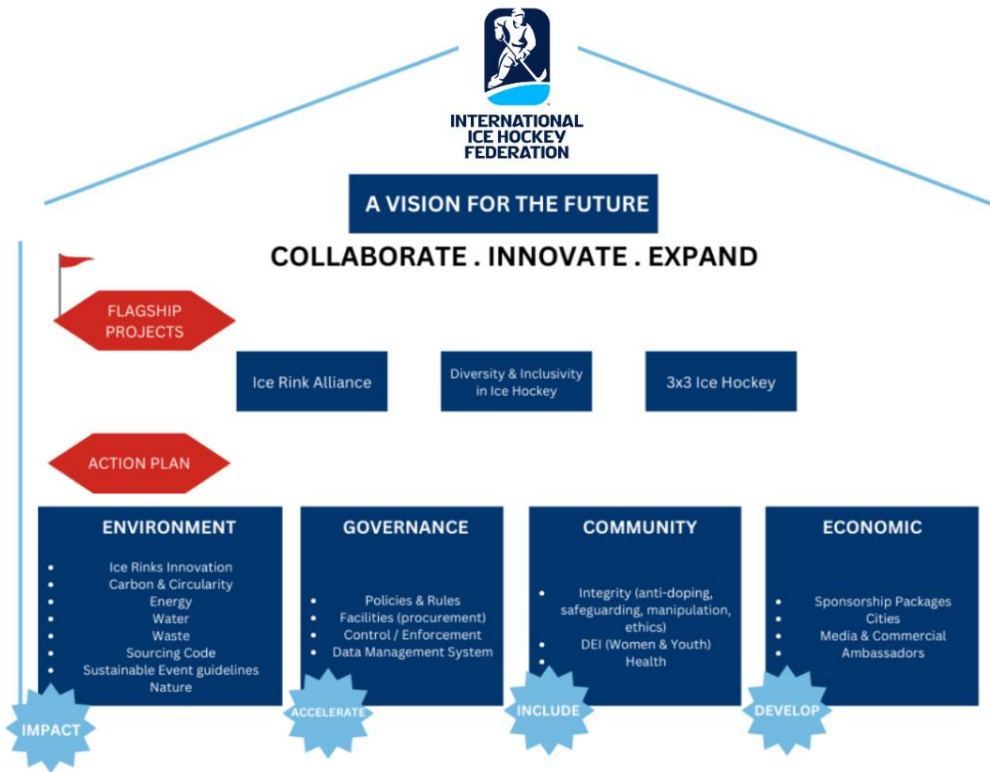 INTERNATIONAL
ICE HOCKEY
FEDERATION
A VISION FOR THE FUTURE
COLLABORATE . INNOVATE . EXPAND
FLAGSHIP
PROJECTS
Ice Rink Alliance
Diversity & Inclusivity
in Ice Hockey
3x3 Ice Hockey
ACTION PLAN
ENVIRONMENT
Ice Rinks Innovation
Carbon & Circularity
Energy
Water
Waste
Sourcing Code
Sustainable Event guidelines
Nature
IMPACT
GOVERNANCE
Policies & Rules
Facilities (procurement)
Control / Enforcement
Data Management System
ACCELERATE
COMMUNITY
Integrity (anti-doping,
safeguarding, manipulation,
ethics)
DEI (Women & Youth)
Health
INCLUDE
ECONOMIC
Sponsorship Packages
Cities
Media & Commercial
Ambassadors
DEVELOP